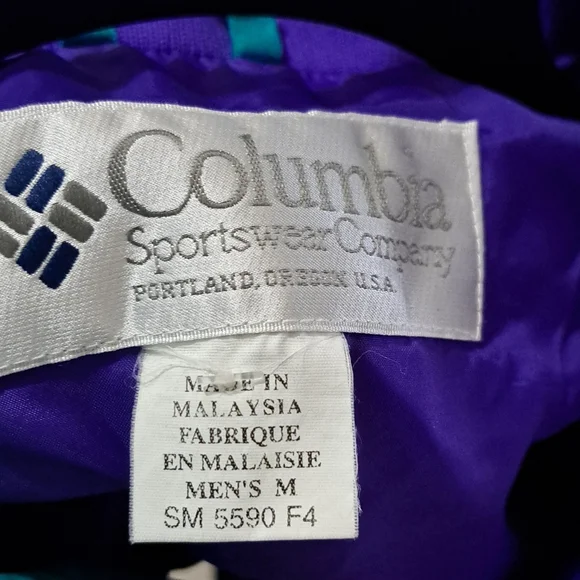 Columbia
Sportswear Company
PORTLAND, OREGON U.S.A.
MADE IN
MALAYSIA
FABRIQUE
EN MALAISIE
MEN'S M
SM 5590 F4